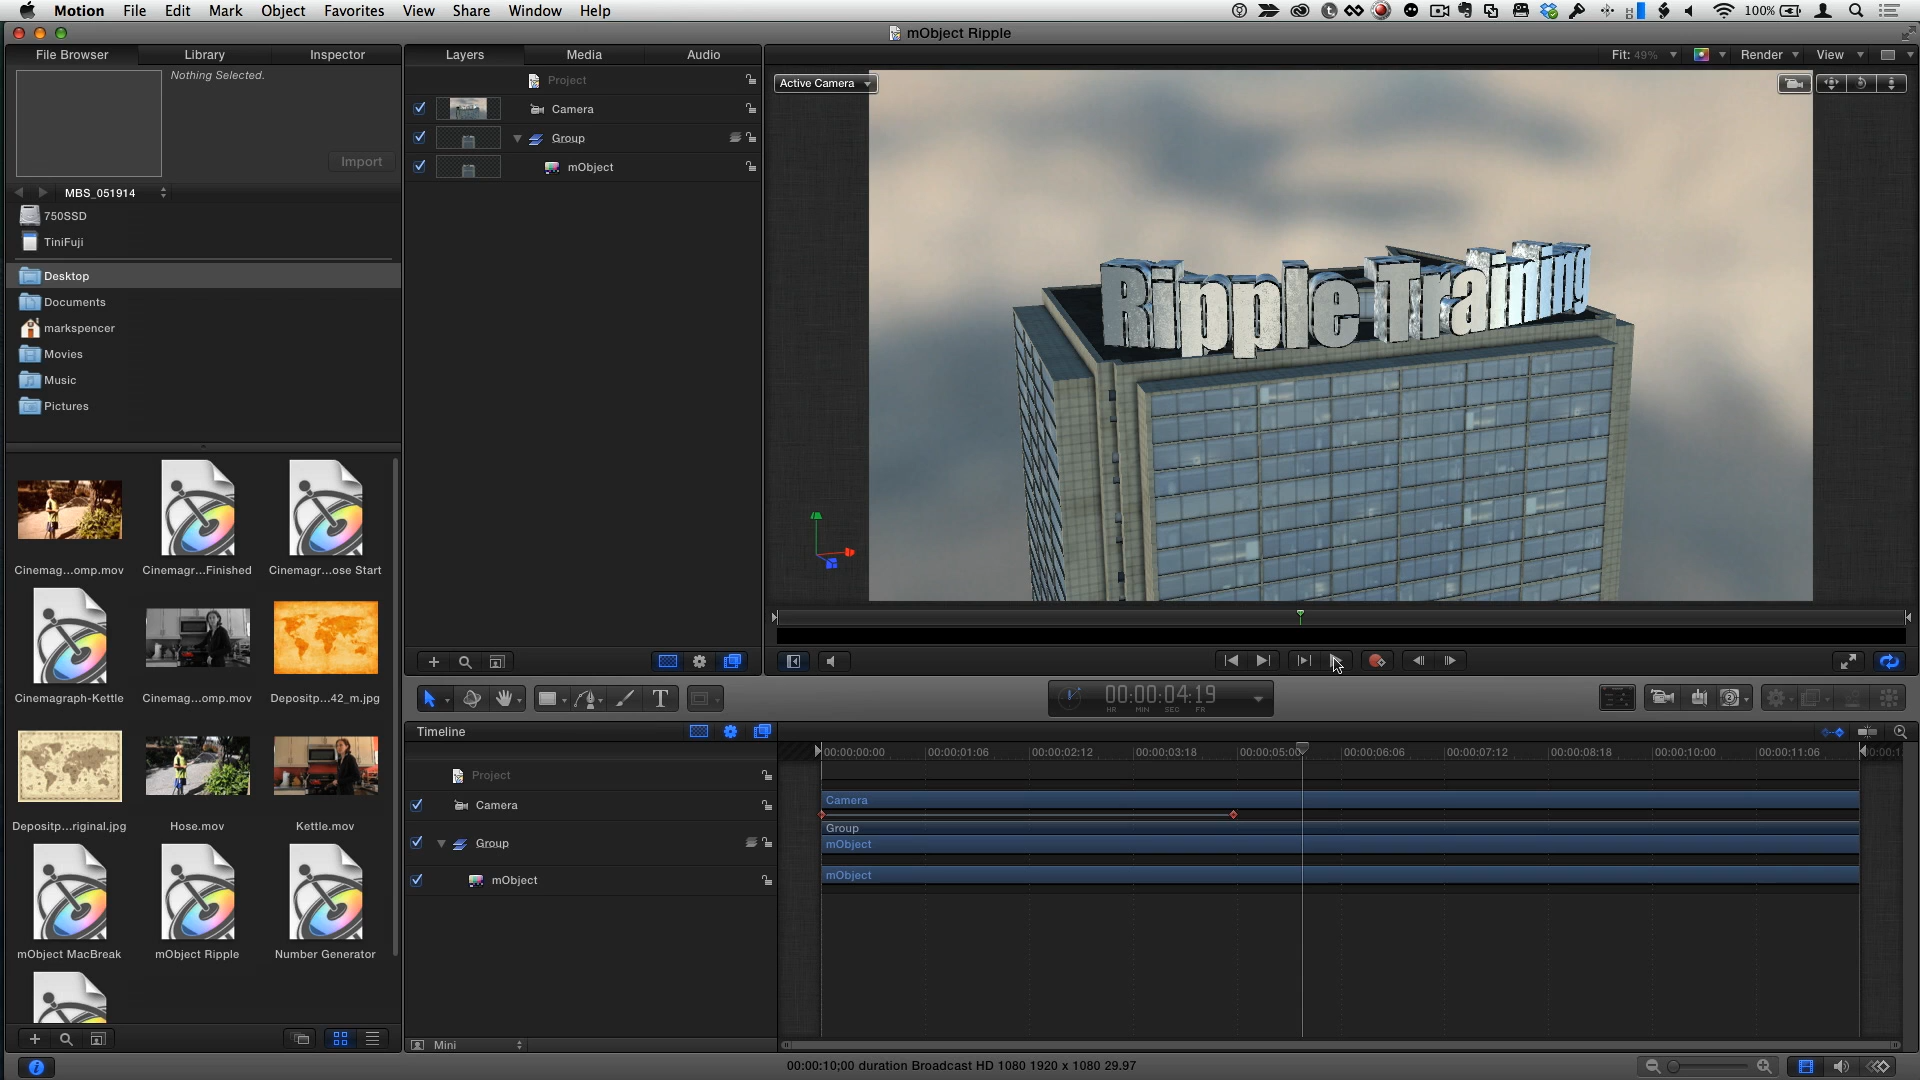 Motion File Edit Mark Object Favorites View Share Window Help
100%
mObject Ripple
File Browser Library Inspector
Layers Media Audio
Fit: 49% Render View
Nothing Selected.
Import
MBS_051914
750SSD
TiniFuji
Desktop
Documents
markspencer
Movies
Music
Pictures
Project
Camera
Group
mObject
Active Camera
Ripple Training
Cinemag...omp.mov Cinemagr...Finished Cinemagr...ose Start
Cinemagraph-Kettle Cinemag...omp.mov Depositp...42_m.jpg
Depositp...riginal.jpg Hose.mov Kettle.mov
mObject MacBreak mObject Ripple Number Generator
T
00:00:04:19
HR MIN SEC FR
Timeline
00:00:00:00 00:00:01:06 00:00:02:12 00:00:03:18 00:00:05:0 00:00:06:06 00:00:07:12 00:00:08:18 00:00:10:00 00:00:11:06
Project
Camera
Group
mObject
Camera
Group
mObject
mObject
Mini
00:00:10;00 duration Broadcast HD 1080 1920 x 1080 29.97